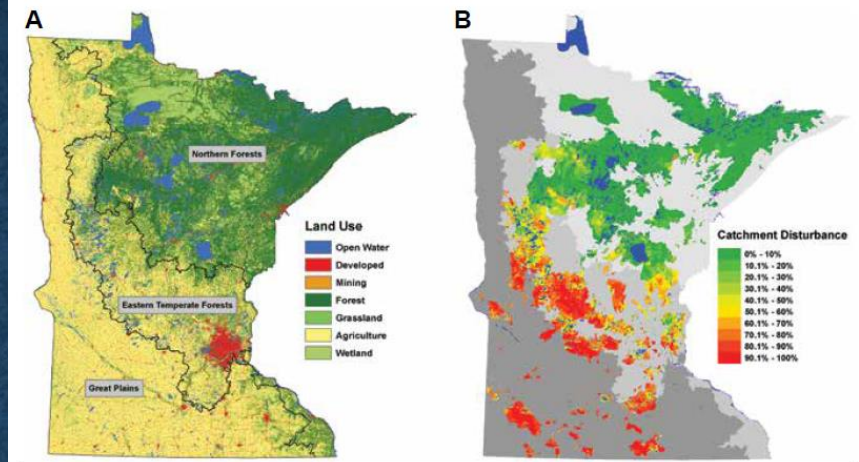 A
Northern Forests
Eastern Temperate Forests
Great Plains
Land Use
Open Water
Developed
Mining
Forest
Grassland
Agriculture
Wetland
B
Catchment Disturbance
0% - 10%
10.1% - 20%
20.1% - 30%
30.1% - 40%
40.1% - 50%
50.1% - 60%
60.1% - 70%
70.1% - 80%
80.1% - 90%
90.1% - 100%